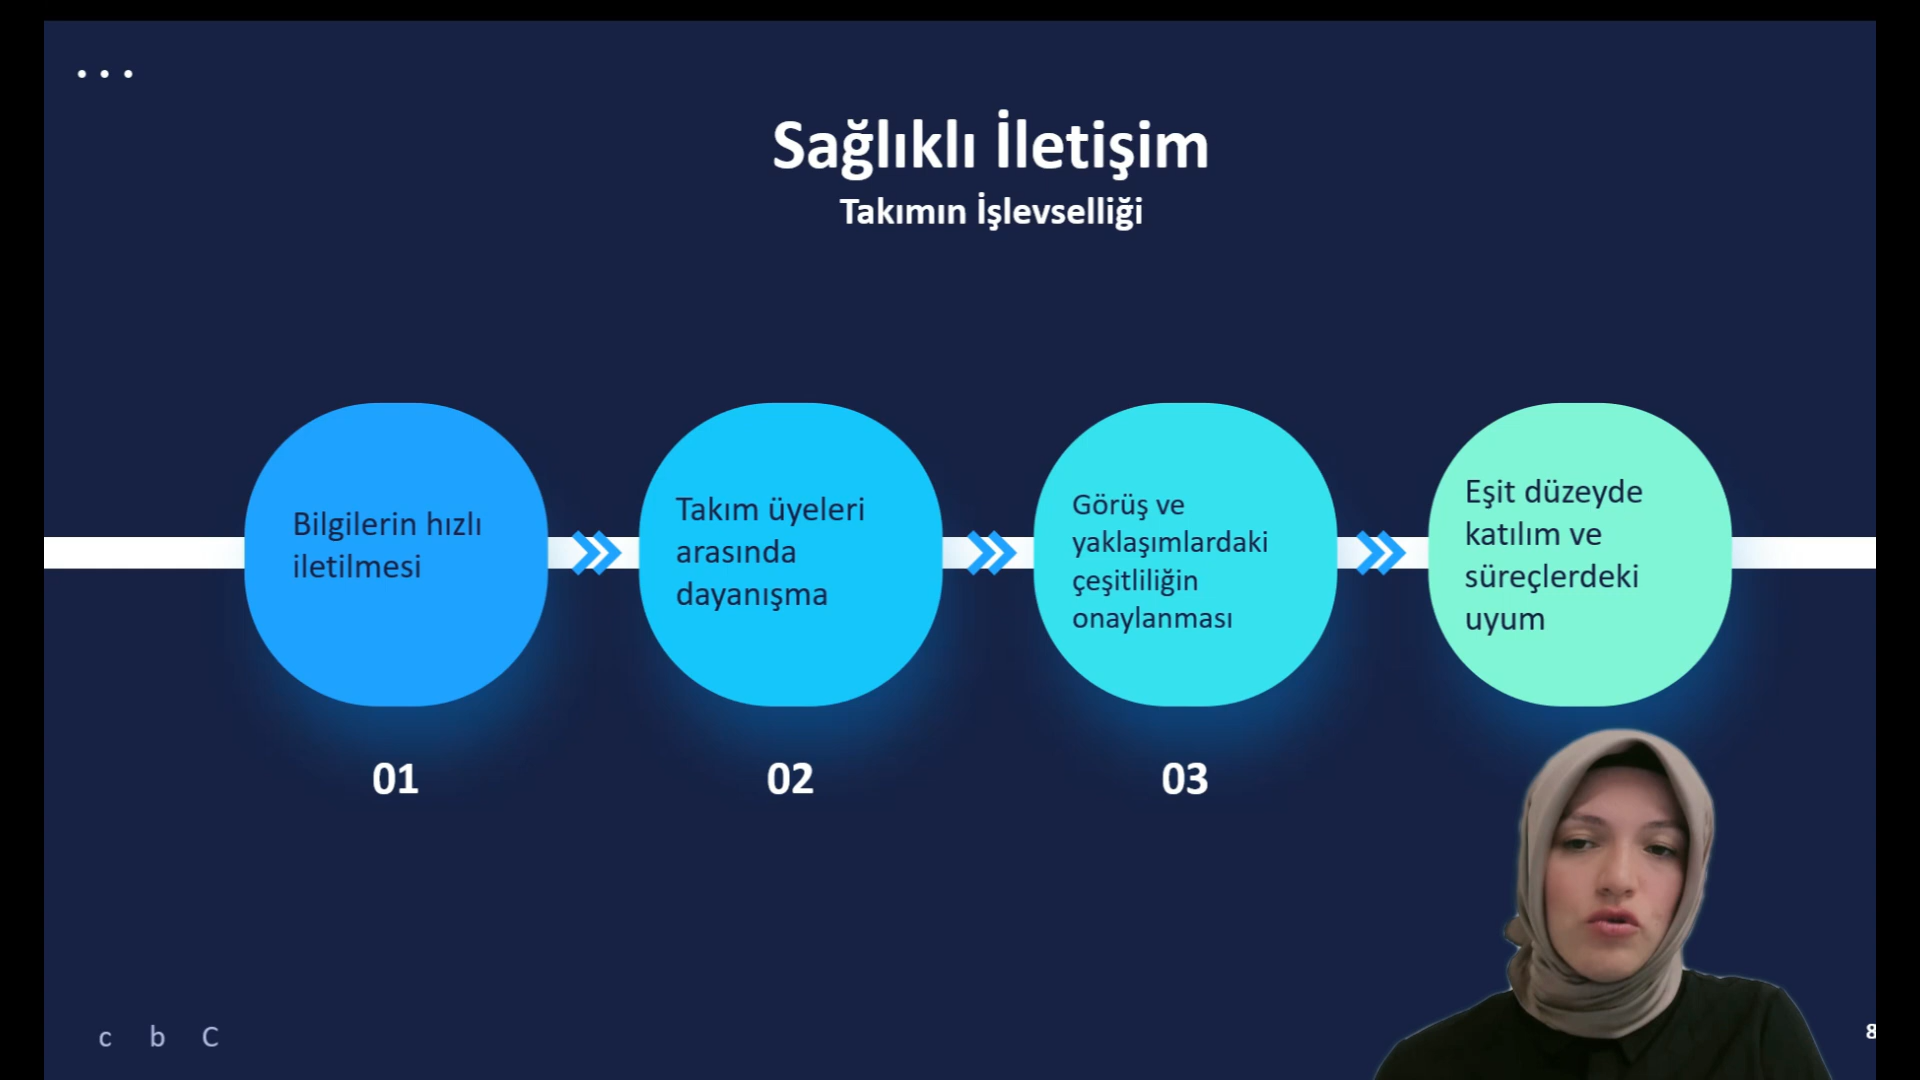 Sağlıklı İletişim
Takımın İşlevselliği
Bilgilerin hızlı
iletilmesi
Takım üyeleri
arasında
dayanışma
Görüş ve
yaklaşımlardaki
çeşitliliğin
onaylanması
Eşit düzeyde
katılım ve
süreçlerdeki
uyum
01
02
03
c b C
8